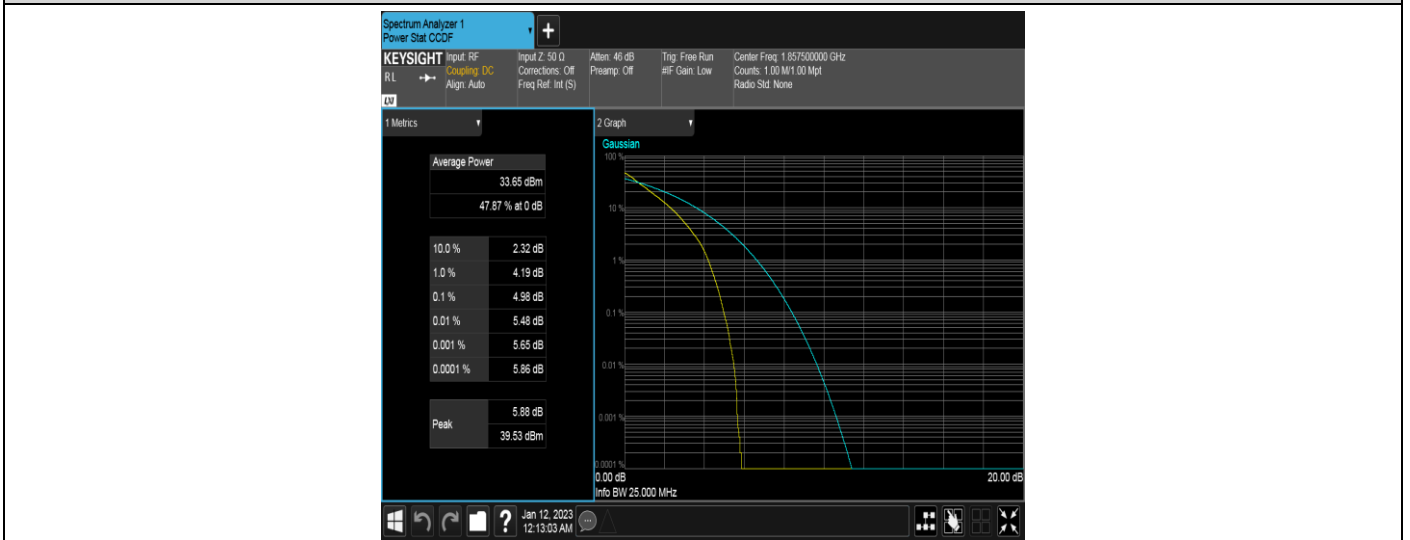 Spectrum Analyzer 1
Power Stat CCDF
+
KEYSIGHT
RL
LXI
Input: RF
Coupling: DC
Align: Auto
Input Z: 50 Ω
Corrections: Off
Freq Ref: Int (S)
Atten: 46 dB
Preamp: Off
Trig: Free Run
#IF Gain: Low
Center Freq: 1.857500000 GHz
Counts: 1.00 M/1.00 Mpt
Radio Std: None
1 Metrics
Average Power
33.65 dBm
47.87 % at 0 dB
10.0 % 2.32 dB
1.0 % 4.19 dB
0.1 % 4.98 dB
0.01 % 5.48 dB
0.001 % 5.65 dB
0.0001 % 5.86 dB
Peak
5.88 dB
39.53 dBm
2 Graph
Gaussian
100 %
10 %
1 %
0.1 %
0.01 %
0.001 %
0.0001 %
0.00 dB 20.00 dB
Info BW 25.000 MHz
?
Jan 12, 2023
12:13:03 AM